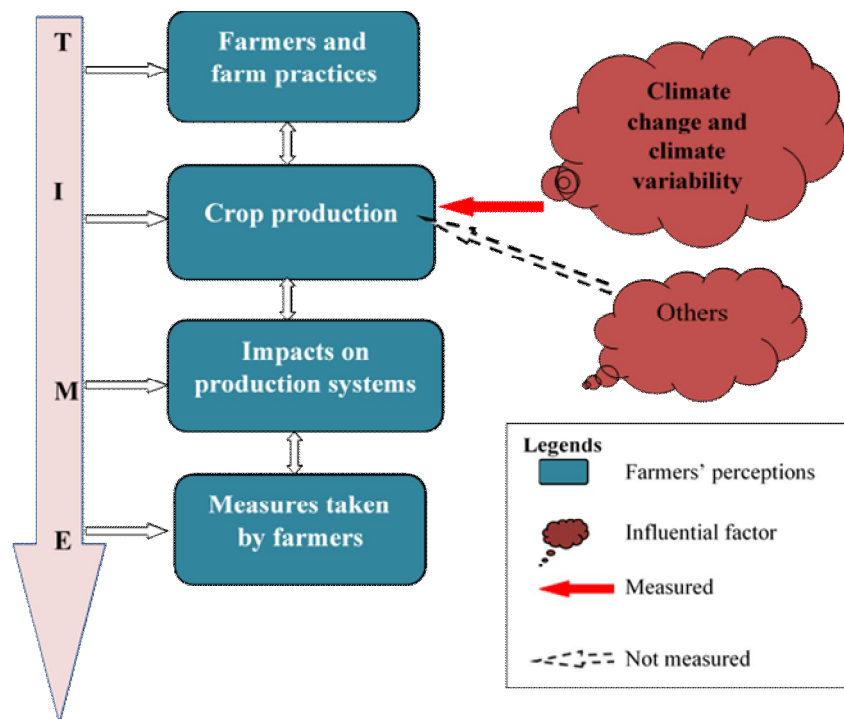 T
I
M
E
Farmers and
farm practices
Crop production
Impacts on
production systems
Measures taken
by farmers
Climate
change and
climate
variability
Others
Legends
Farmers' perceptions
Influential factor
Measured
Not measured